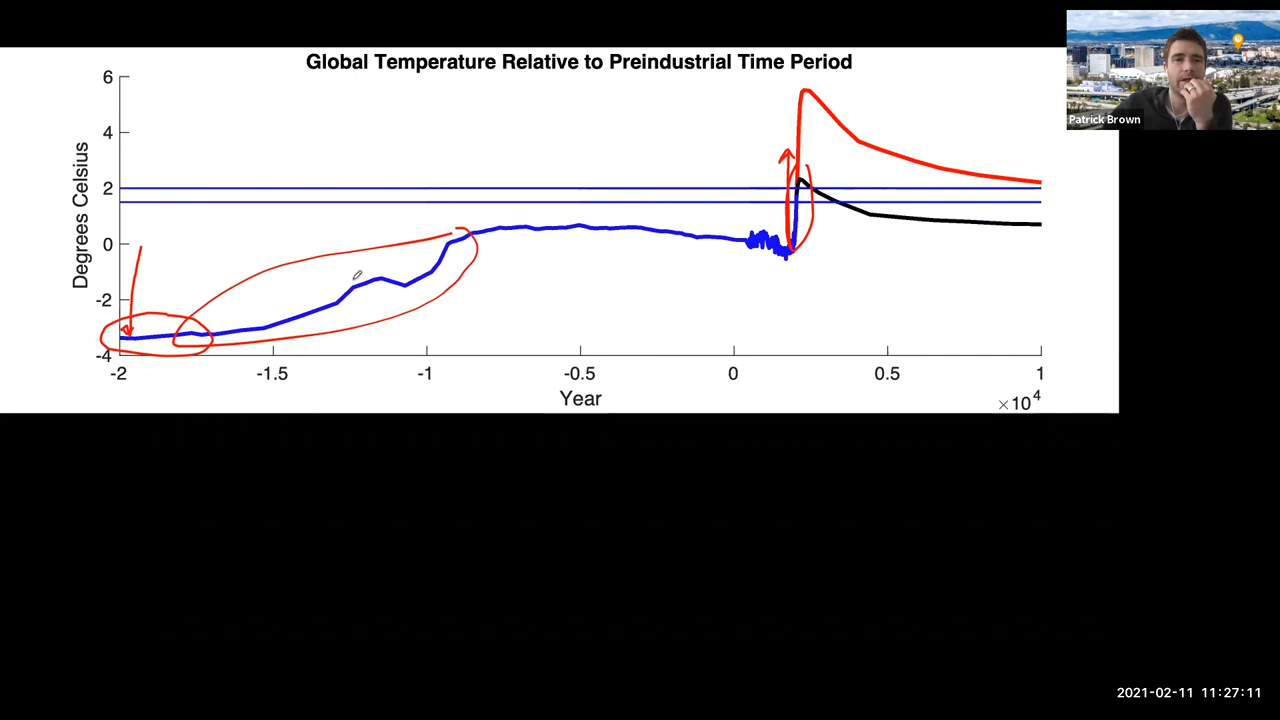 Global Temperature Relative to Preindustrial Time Period
Patrick Brown
6
4
2
0
-2
-4
Degrees Celsius
-2 -1.5 -1 -0.5 0 0.5 1
Year
×10⁴
2021-02-11 11:27:11